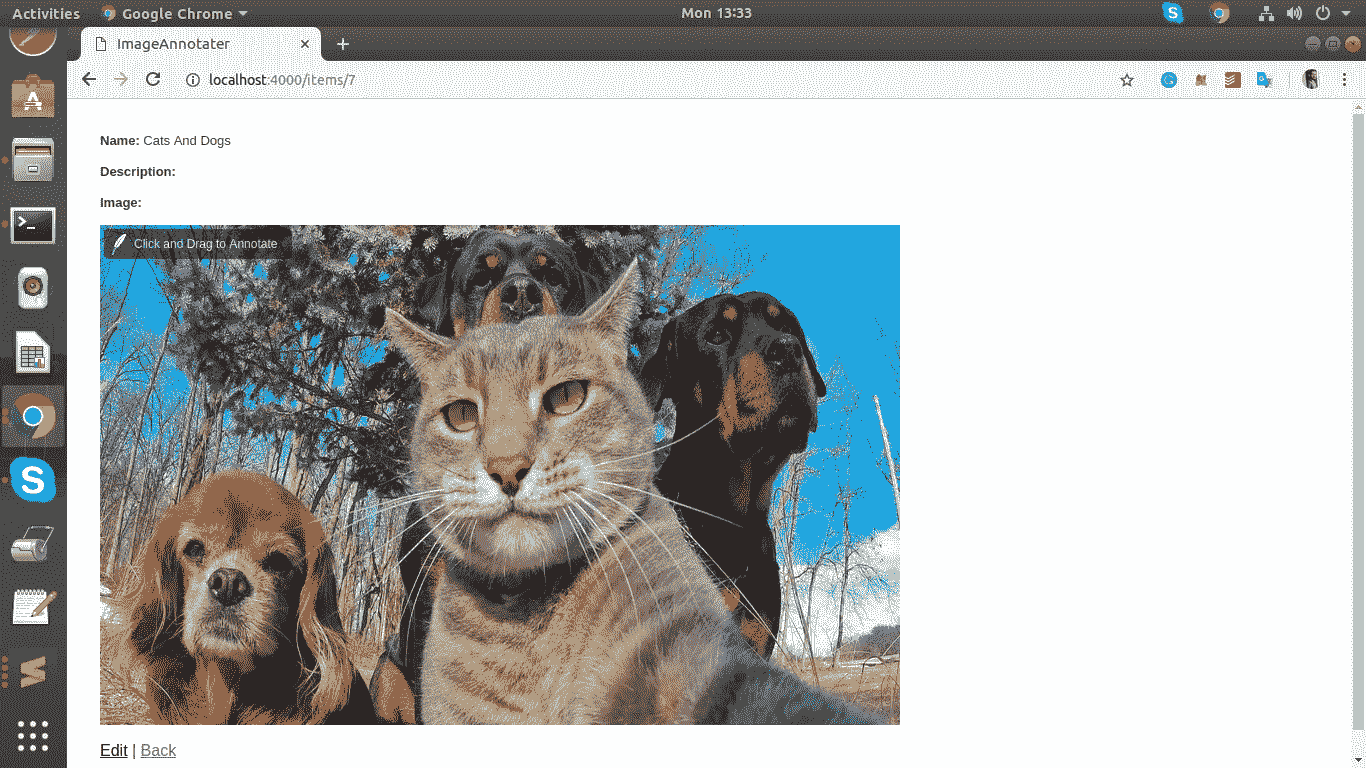 Activities Google Chrome Mon 13:33
ImageAnnotater
localhost:4000/items/7
Name: Cats And Dogs
Description:
Image:
Click and Drag to Annotate
Edit | Back